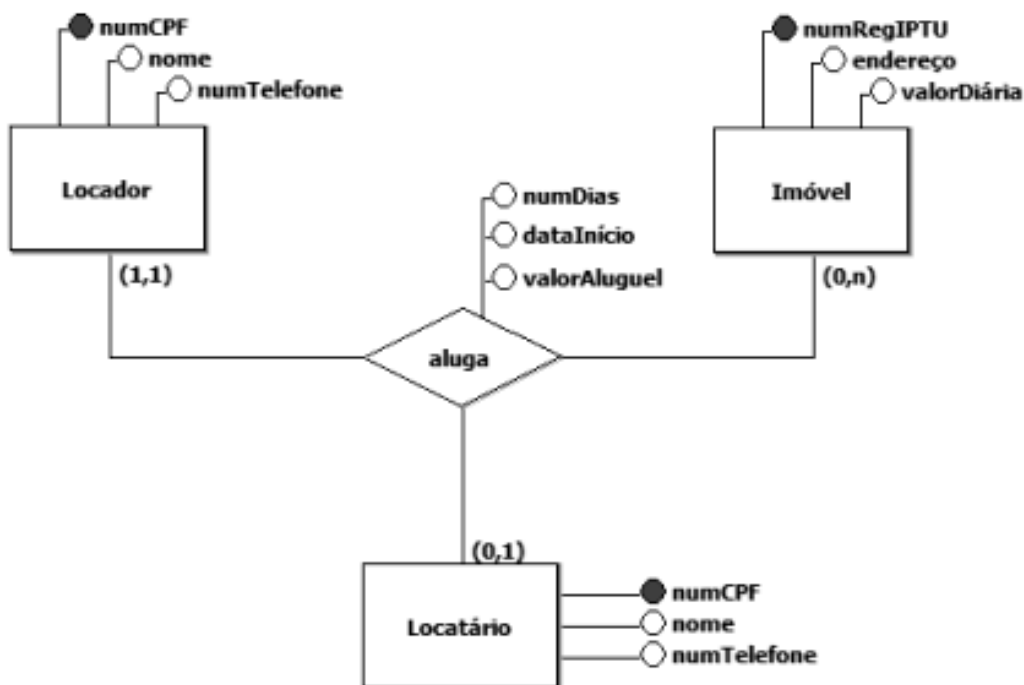 numCPF
nome
numTelefone
Locador
(1,1)
numRegIPTU
endereço
valorDiária
Imóvel
(0,n)
numDias
dataInício
valorAluguel
aluga
(0,1)
Locatário
numCPF
nome
numTelefone